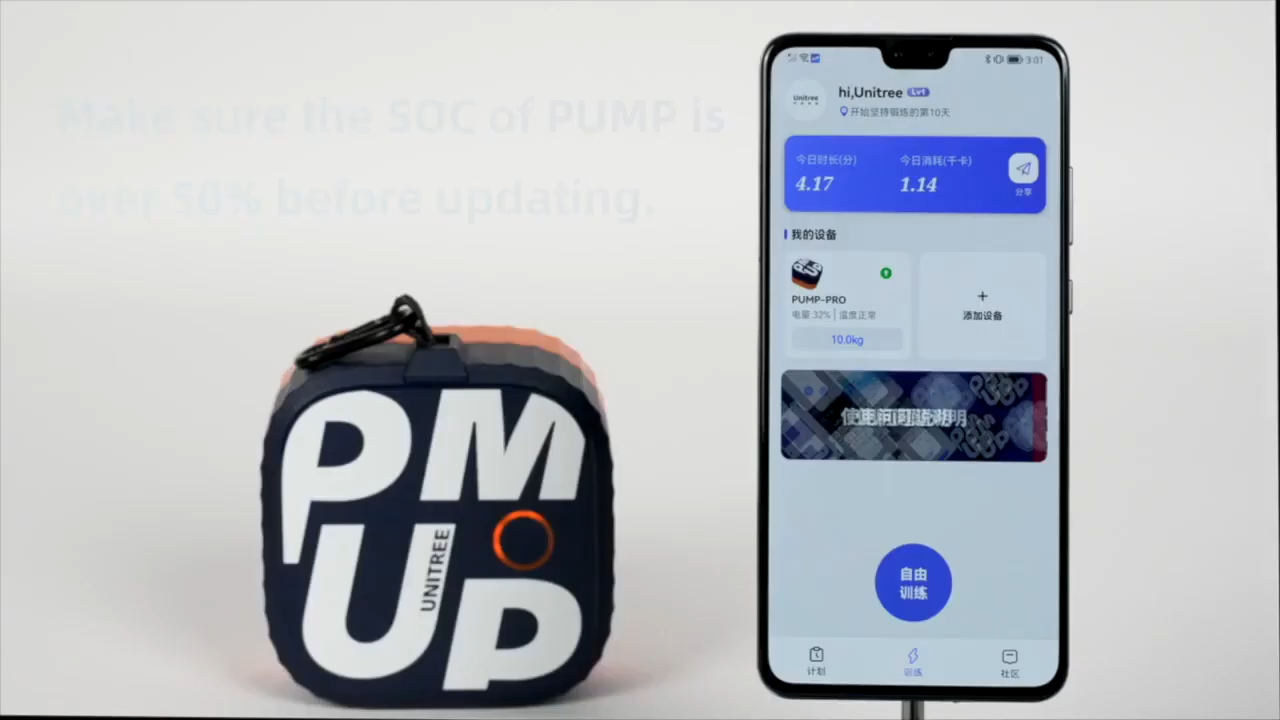 Make sure the SOC of PUMP is
over 50% before updating.
PM
UP
UNITREE
3:01
Unitree
hi,Unitree Lv1
开始坚持锻炼的第10天
今日时长(分) 今日消耗(千卡)
4.17 1.14
分享
我的设备
PUMP-PRO
电量 32% | 温度正常
10.0kg
+
添加设备
自由
训练
计划 训练 社区